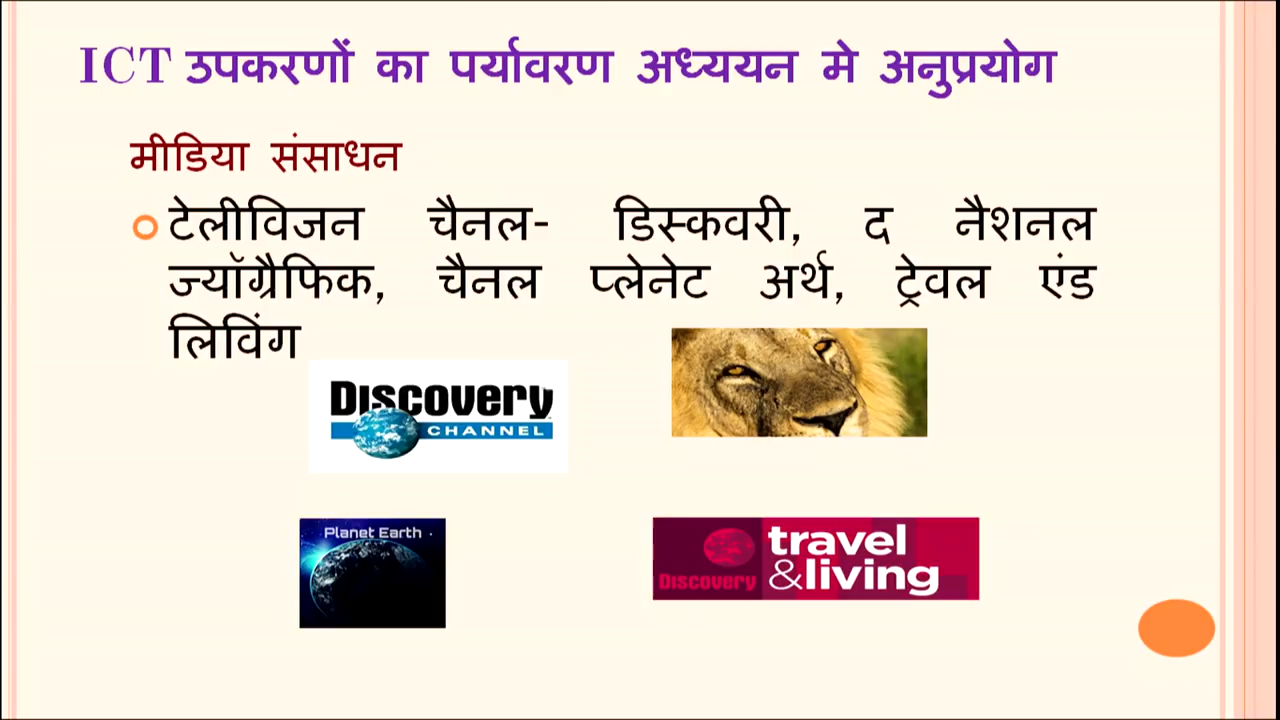 ICT उपकरणों का पर्यावरण अध्ययन मे अनुप्रयोग
मीडिया संसाधन
टेलीविजन चैनल- डिस्कवरी, द नैशनल
ज्यॉग्रैफिक, चैनल प्लेनेट अर्थ, ट्रेवल एंड
लिविंग
Discovery
CHANNEL
Planet Earth
travel
&living
Discovery